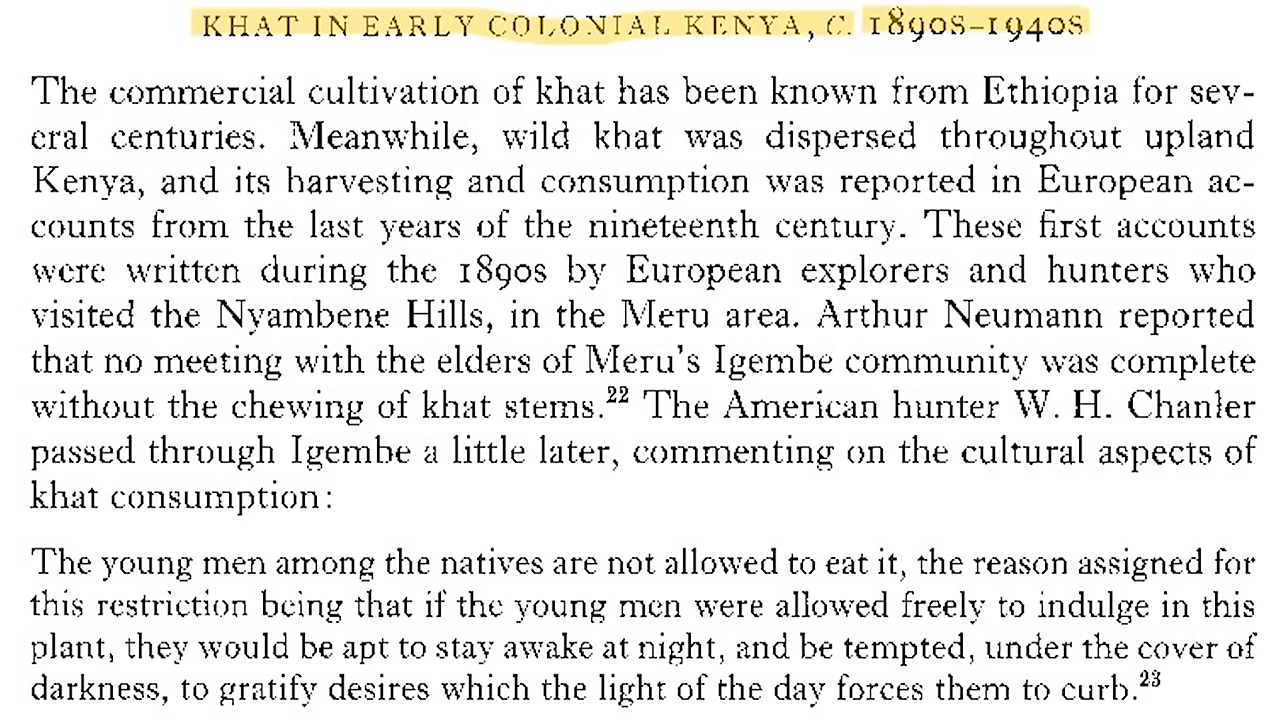 KHAT IN EARLY COLONIAL KENYA, C. 1890S–1940S
The commercial cultivation of khat has been known from Ethiopia for sev-
eral centuries. Meanwhile, wild khat was dispersed throughout upland
Kenya, and its harvesting and consumption was reported in European ac-
counts from the last years of the nineteenth century. These first accounts
were written during the 1890s by European explorers and hunters who
visited the Nyambene Hills, in the Meru area. Arthur Neumann reported
that no meeting with the elders of Meru's Igembe community was complete
without the chewing of khat stems.²² The American hunter W. H. Chanler
passed through Igembe a little later, commenting on the cultural aspects of
khat consumption:
The young men among the natives are not allowed to eat it, the reason assigned for
this restriction being that if the young men were allowed freely to indulge in this
plant, they would be apt to stay awake at night, and be tempted, under the cover of
darkness, to gratify desires which the light of the day forces them to curb.²³